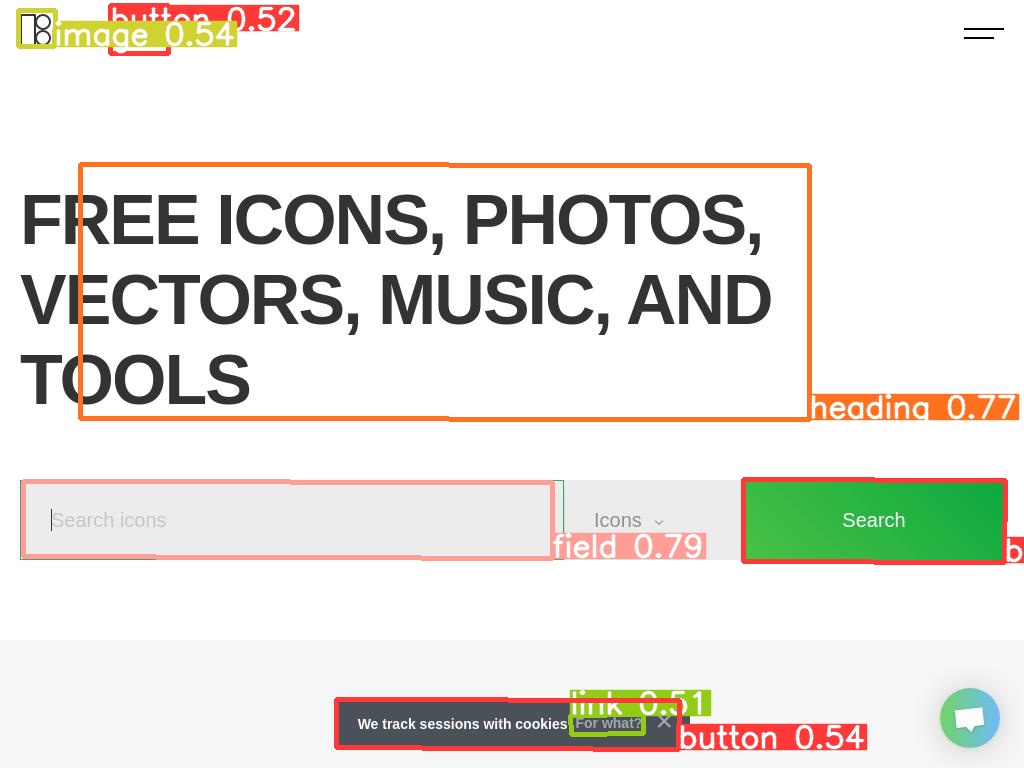 button 0.52
image 0.54
FREE ICONS, PHOTOS,
VECTORS, MUSIC, AND
TOOLS
heading 0.77
Search icons
Icons
Search
field 0.79
b
link 0.51
We track sessions with cookies For what?
button 0.54